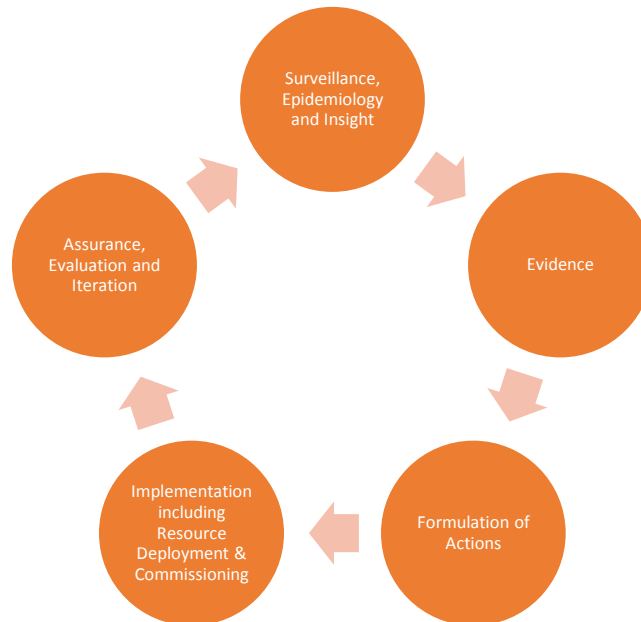 Surveillance,
Epidemiology
and Insight
Evidence
Formulation of
Actions
Implementation
including
Resource
Deployment &
Commissioning
Assurance,
Evaluation and
Iteration